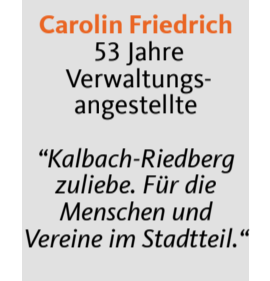 Carolin Friedrich
53 Jahre
Verwaltungs-
angestellte
“Kalbach-Riedberg
zuliebe. Für die
Menschen und
Vereine im Stadtteil.“